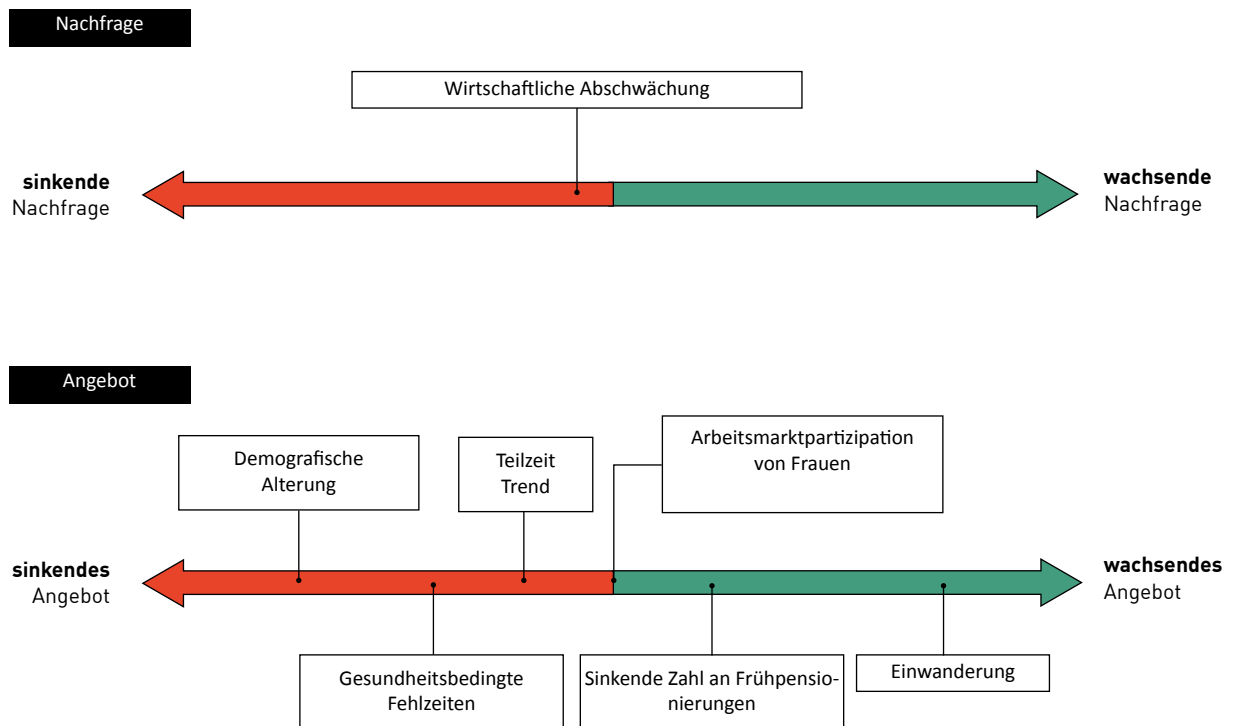 Nachfrage
Wirtschaftliche Abschwächung
sinkende
Nachfrage
wachsende
Nachfrage
Angebot
Demografische
Alterung
Teilzeit
Trend
Arbeitsmarktpartizipation
von Frauen
sinkendes
Angebot
wachsendes
Angebot
Gesundheitsbedingte
Fehlzeiten
Sinkende Zahl an Frühpensio-
nierungen
Einwanderung